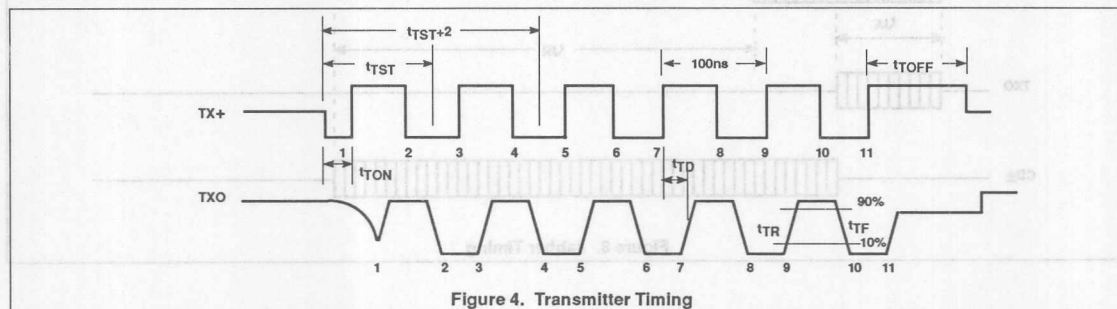 tTST+2
tTST
100ns
tTOFF
TX+
1 2 3 4 5 6 7 8 9 10 11
tTON
tTD
TXO
90%
tTR
tTF
10%
1 2 3 4 5 6 7 8 9 10 11
Figure 4. Transmitter Timing